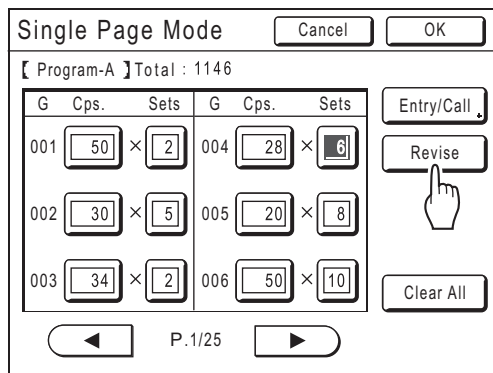 Single Page Mode Cancel OK
【 Program-A 】Total : 1146
G Cps. Sets G Cps. Sets Entry/Call
001 50 × 2 004 28 × 6 Revise
002 30 × 5 005 20 × 8
003 34 × 2 006 50 × 10 Clear All
◀ P.1/25 ▶